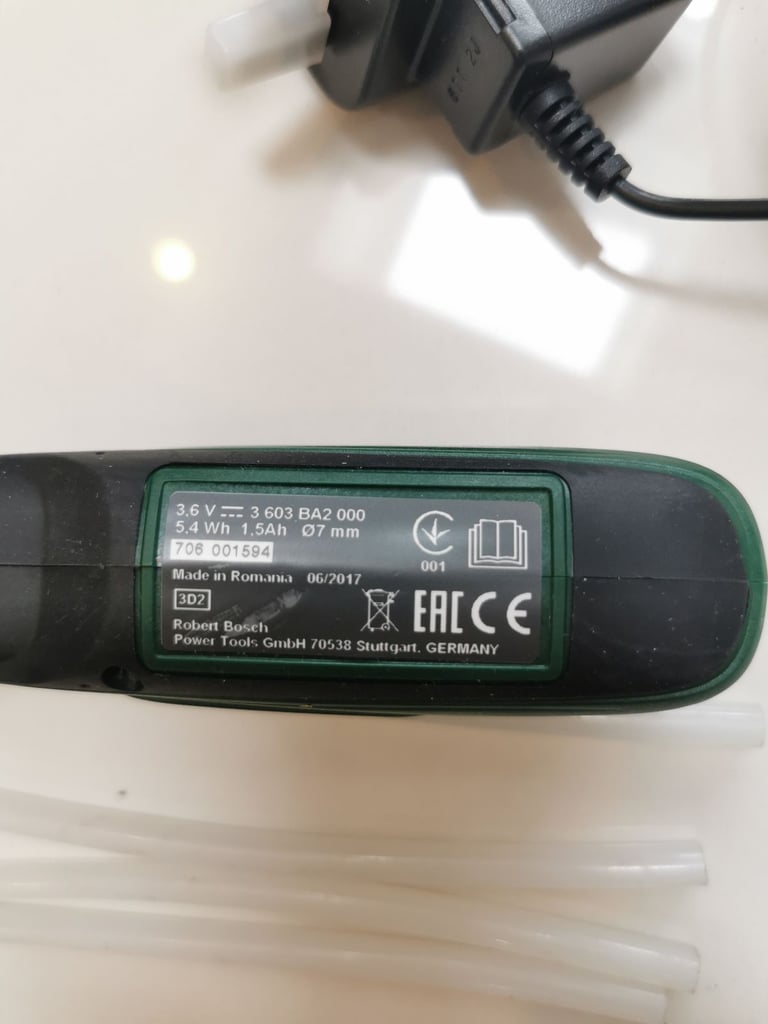 3,6 V ⎓ 3 603 BA2 000
5,4 Wh 1,5Ah Ø7 mm
706 001594
001
Made in Romania 06/2017
3D2
EAC CE
Robert Bosch
Power Tools GmbH 70538 Stuttgart. GERMANY